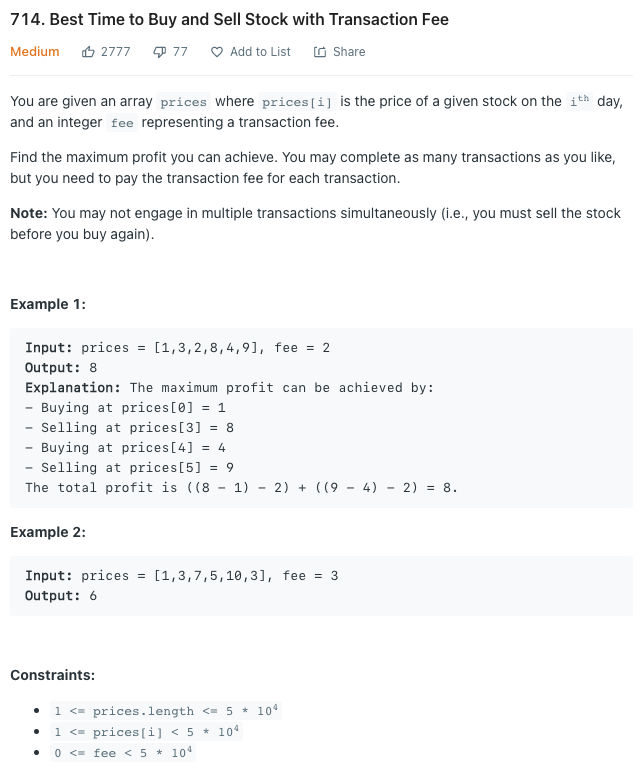 714. Best Time to Buy and Sell Stock with Transaction Fee
Medium 2777 77 Add to List Share
You are given an array prices where prices[i] is the price of a given stock on the iᵗʰ day,
and an integer fee representing a transaction fee.
Find the maximum profit you can achieve. You may complete as many transactions as you like,
but you need to pay the transaction fee for each transaction.
Note: You may not engage in multiple transactions simultaneously (i.e., you must sell the stock
before you buy again).
Example 1:
Input: prices = [1,3,2,8,4,9], fee = 2
Output: 8
Explanation: The maximum profit can be achieved by:
- Buying at prices[0] = 1
- Selling at prices[3] = 8
- Buying at prices[4] = 4
- Selling at prices[5] = 9
The total profit is ((8 - 1) - 2) + ((9 - 4) - 2) = 8.
Example 2:
Input: prices = [1,3,7,5,10,3], fee = 3
Output: 6
Constraints:
• 1 <= prices.length <= 5 * 10⁴
• 1 <= prices[i] < 5 * 10⁴
• 0 <= fee < 5 * 10⁴